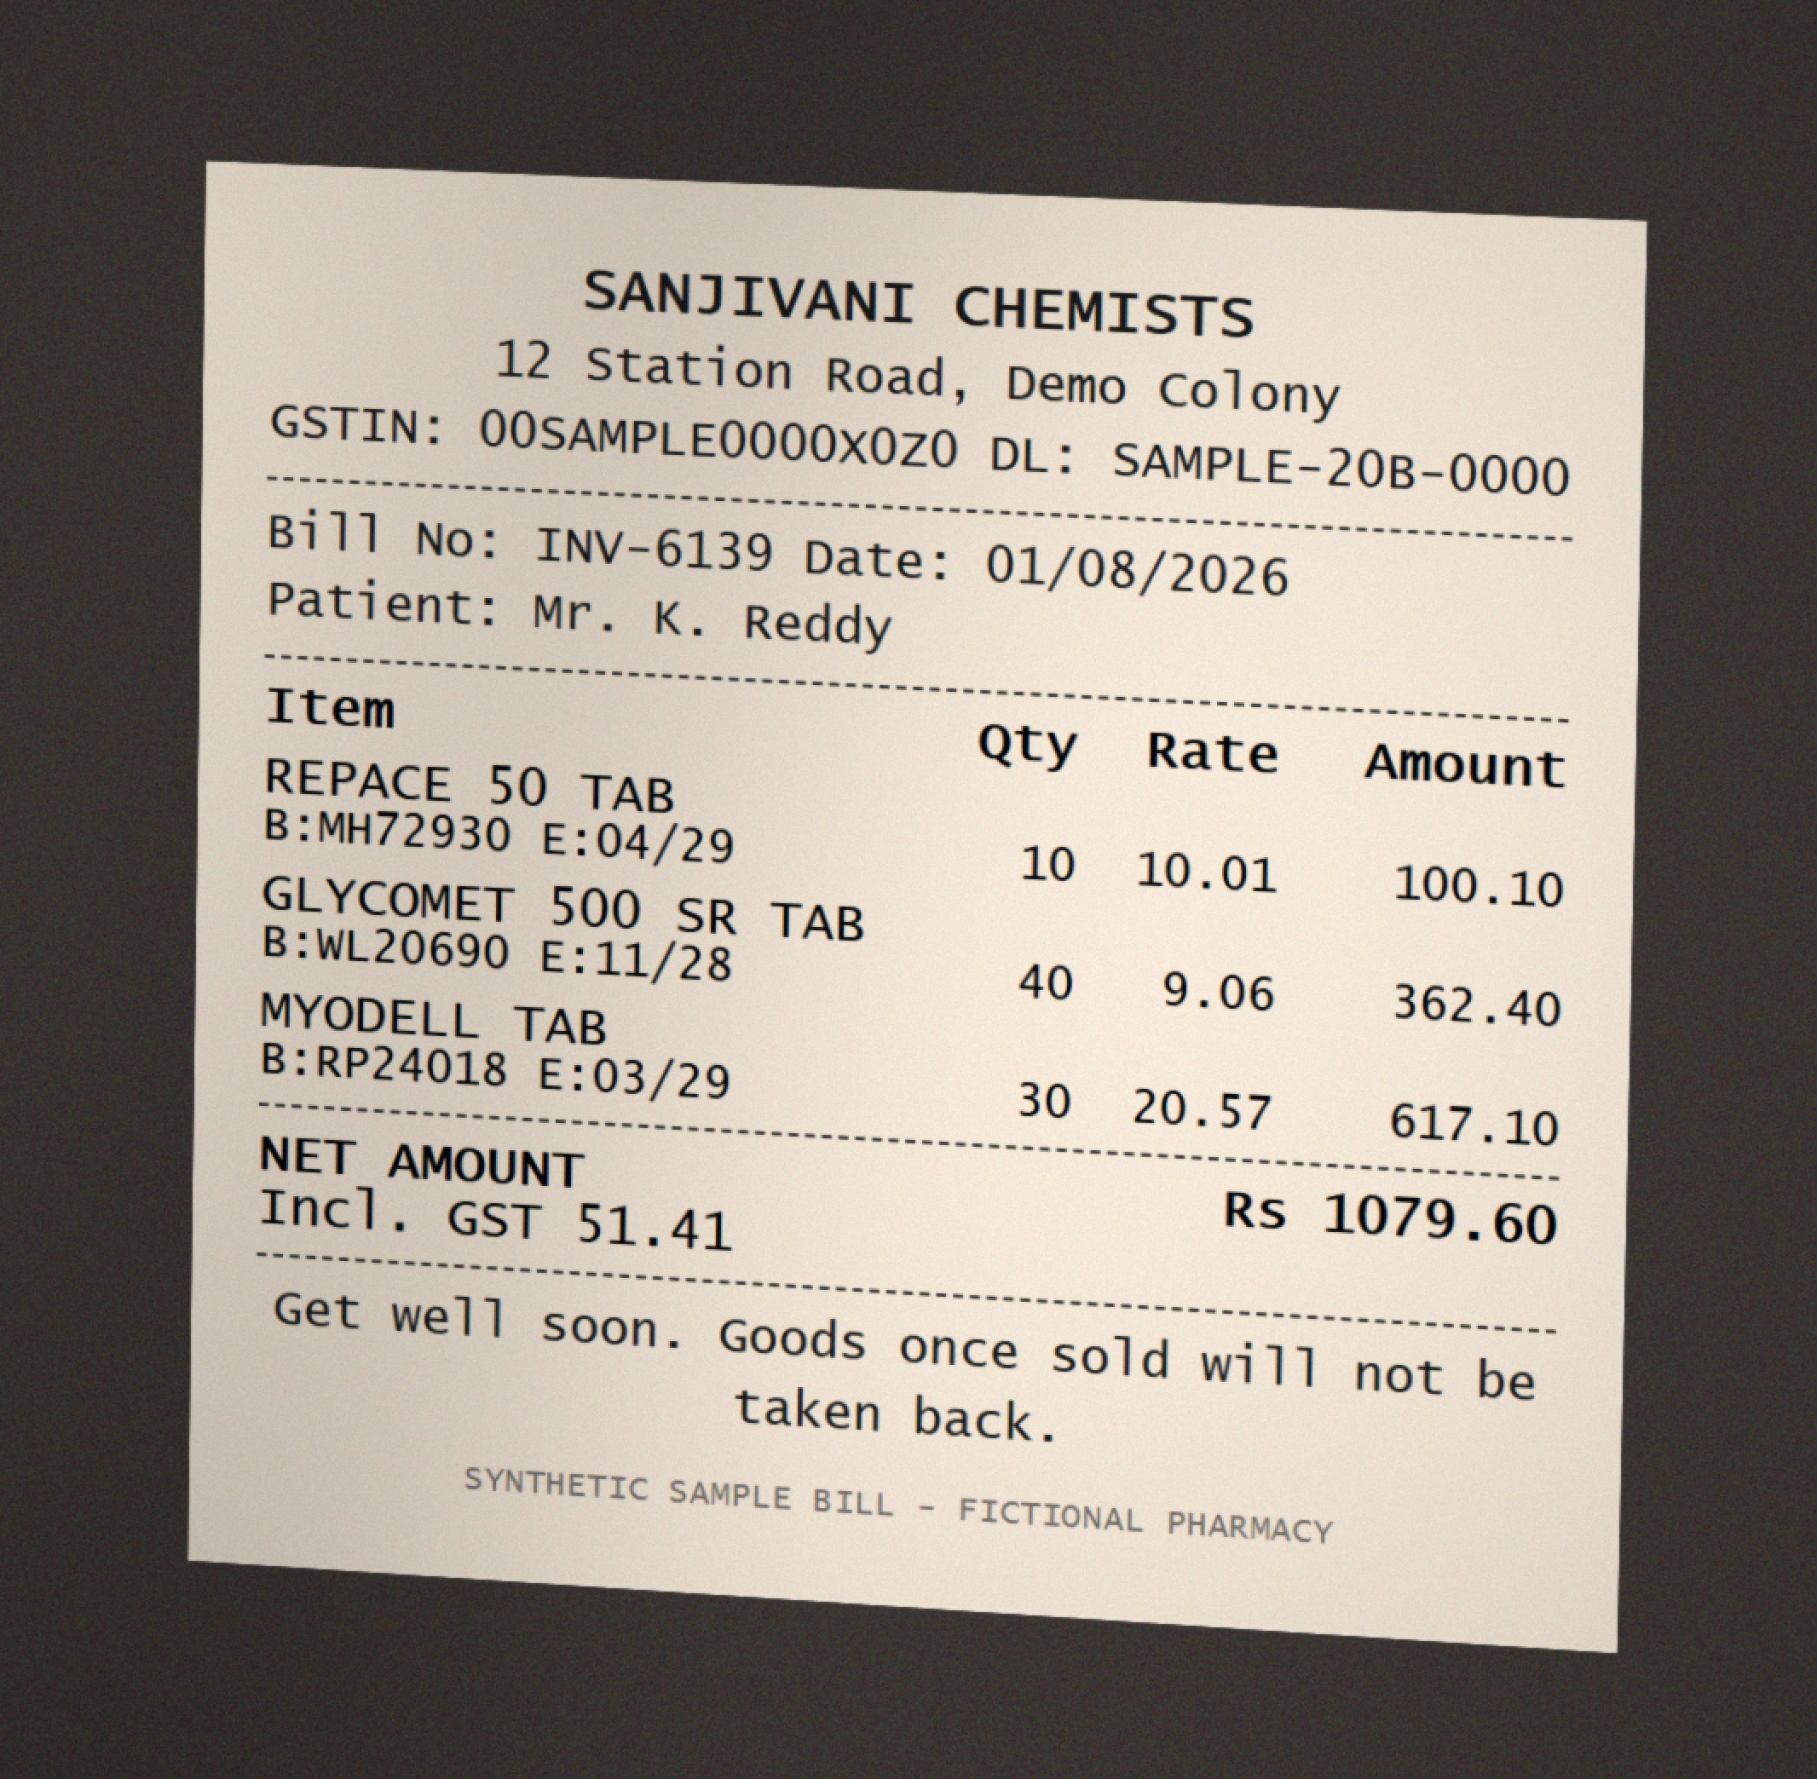 SANJIVANI CHEMISTS
12 Station Road, Demo Colony
GSTIN: 00SAMPLE0000X0Z0 DL: SAMPLE-20B-0000
Bill No: INV-6139 Date: 01/08/2026
Patient: Mr. K. Reddy
Item Qty Rate Amount
REPACE 50 TAB
B:MH72930 E:04/29 10 10.01 100.10
GLYCOMET 500 SR TAB
B:WL20690 E:11/28 40 9.06 362.40
MYODELL TAB
B:RP24018 E:03/29 30 20.57 617.10
NET AMOUNT Rs 1079.60
Incl. GST 51.41
Get well soon. Goods once sold will not be
taken back.
SYNTHETIC SAMPLE BILL - FICTIONAL PHARMACY